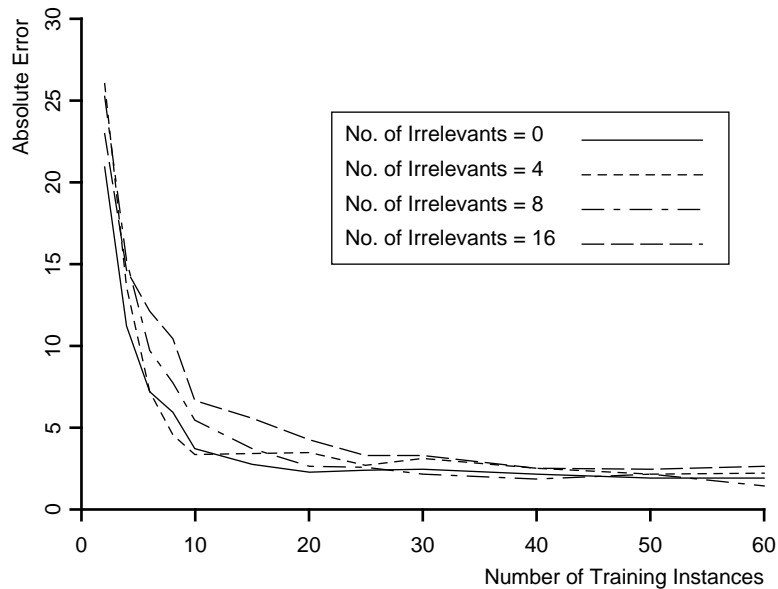 Absolute Error
30
25
20
15
10
5
0
No. of Irrelevants = 0
No. of Irrelevants = 4
No. of Irrelevants = 8
No. of Irrelevants = 16
0 10 20 30 40 50 60
Number of Training Instances